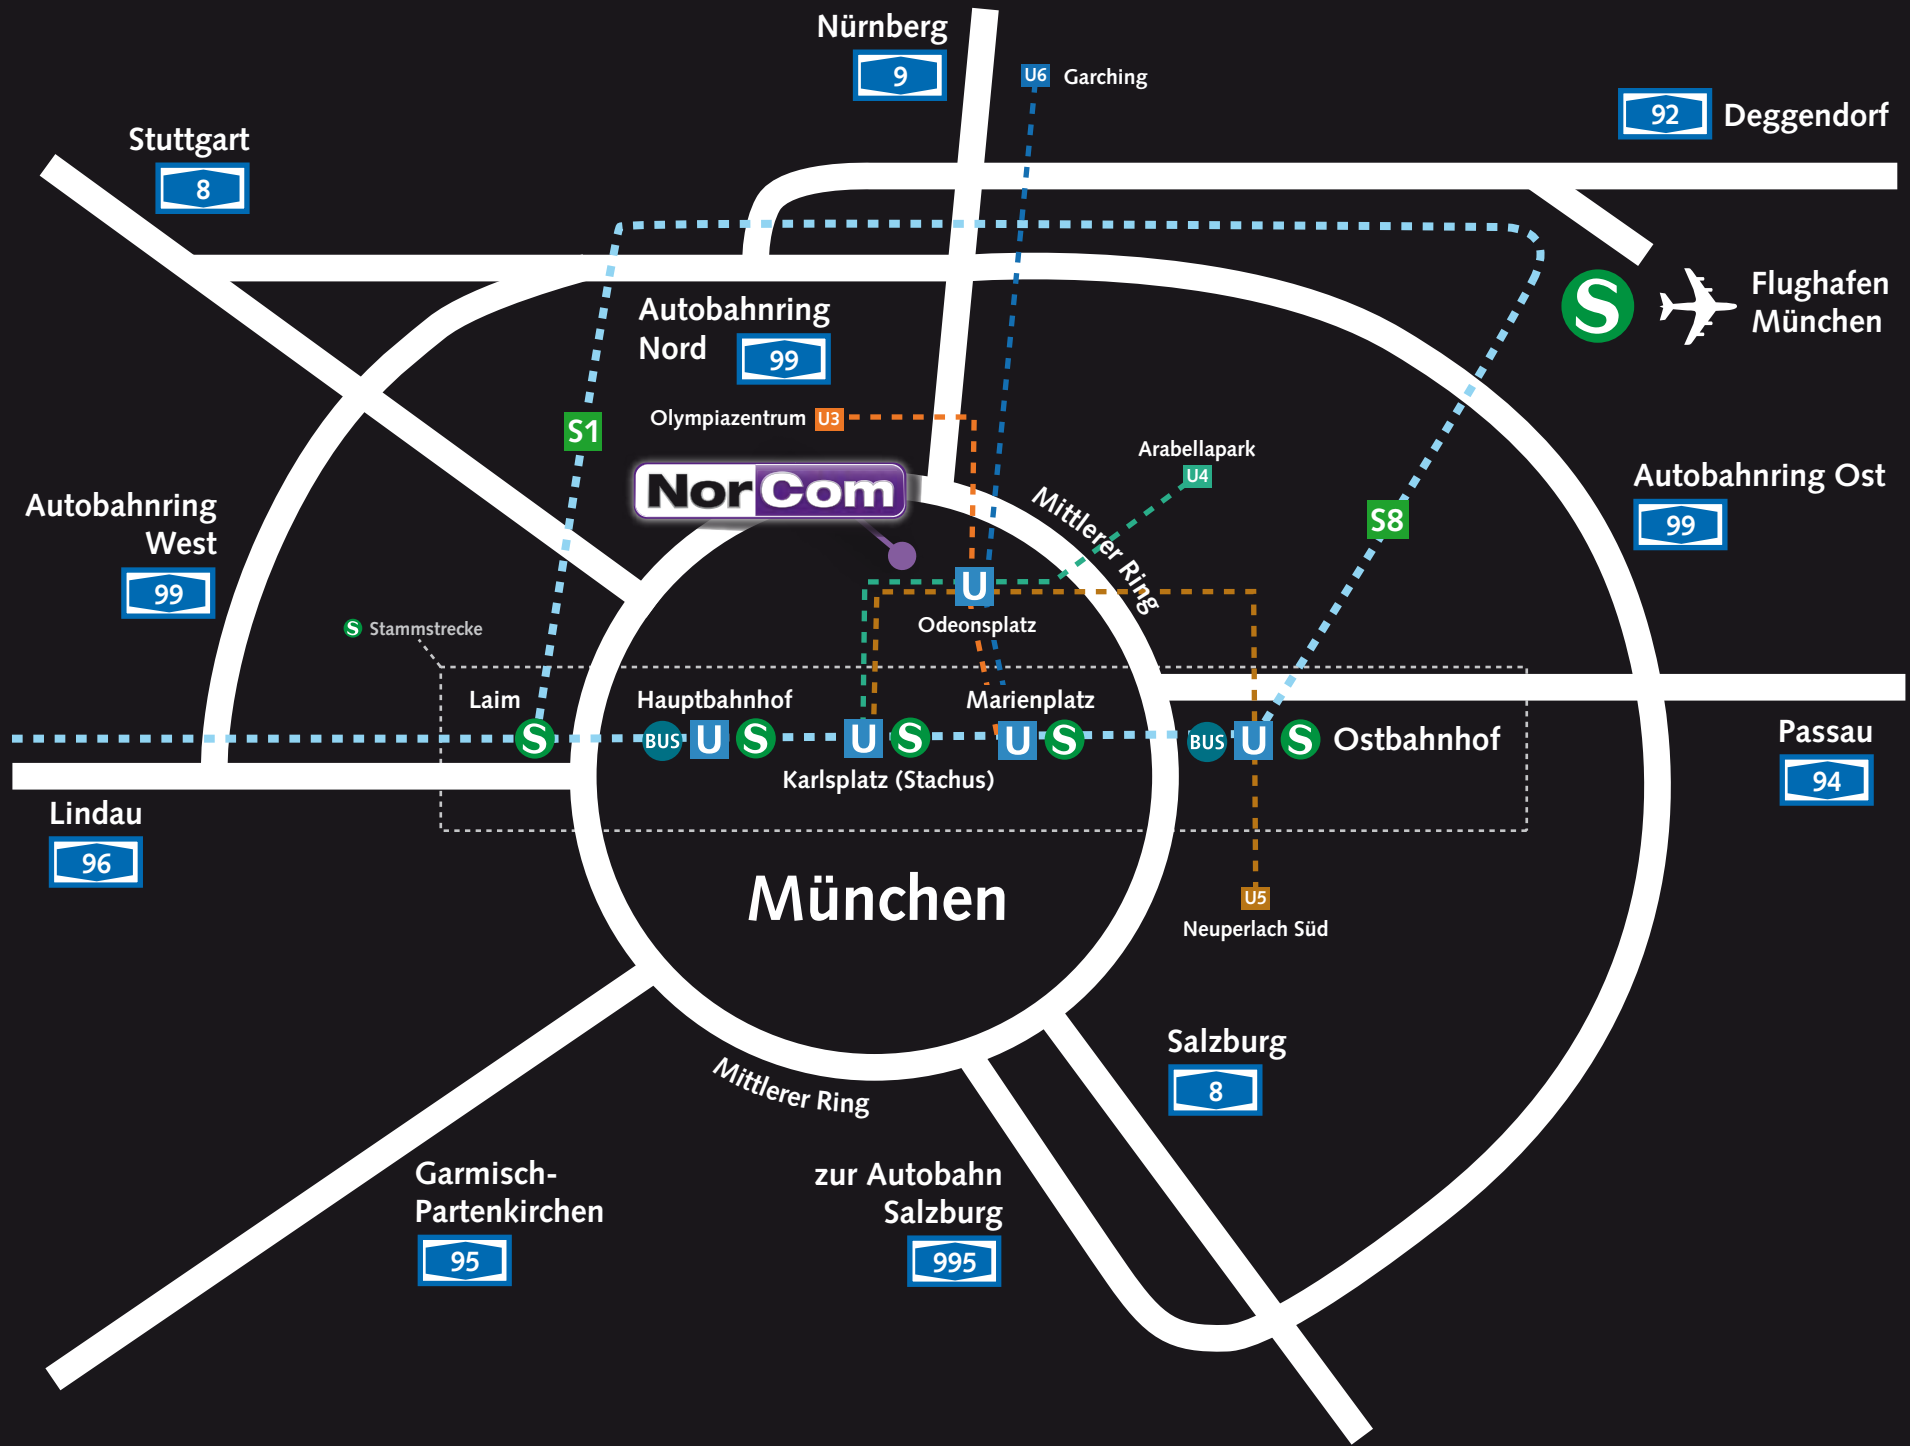 Nürnberg
9
U6 Garching
92 Deggendorf
Stuttgart
8
Flughafen
München
S
Autobahnring
Nord 99
Olympiazentrum U3
S1
Arabellapark
U4
NorCom
Mittlerer Ring
S8
Autobahnring Ost
99
Autobahnring
West
99
U
Odeonsplatz
S Stammstrecke
Laim
S
Hauptbahnhof
BUS U S
U S
Karlsplatz (Stachus)
Marienplatz
U S
BUS U S Ostbahnhof
Passau
94
Lindau
96
München
U5
Neuperlach Süd
Mittlerer Ring
Salzburg
8
Garmisch-
Partenkirchen
95
zur Autobahn
Salzburg
995